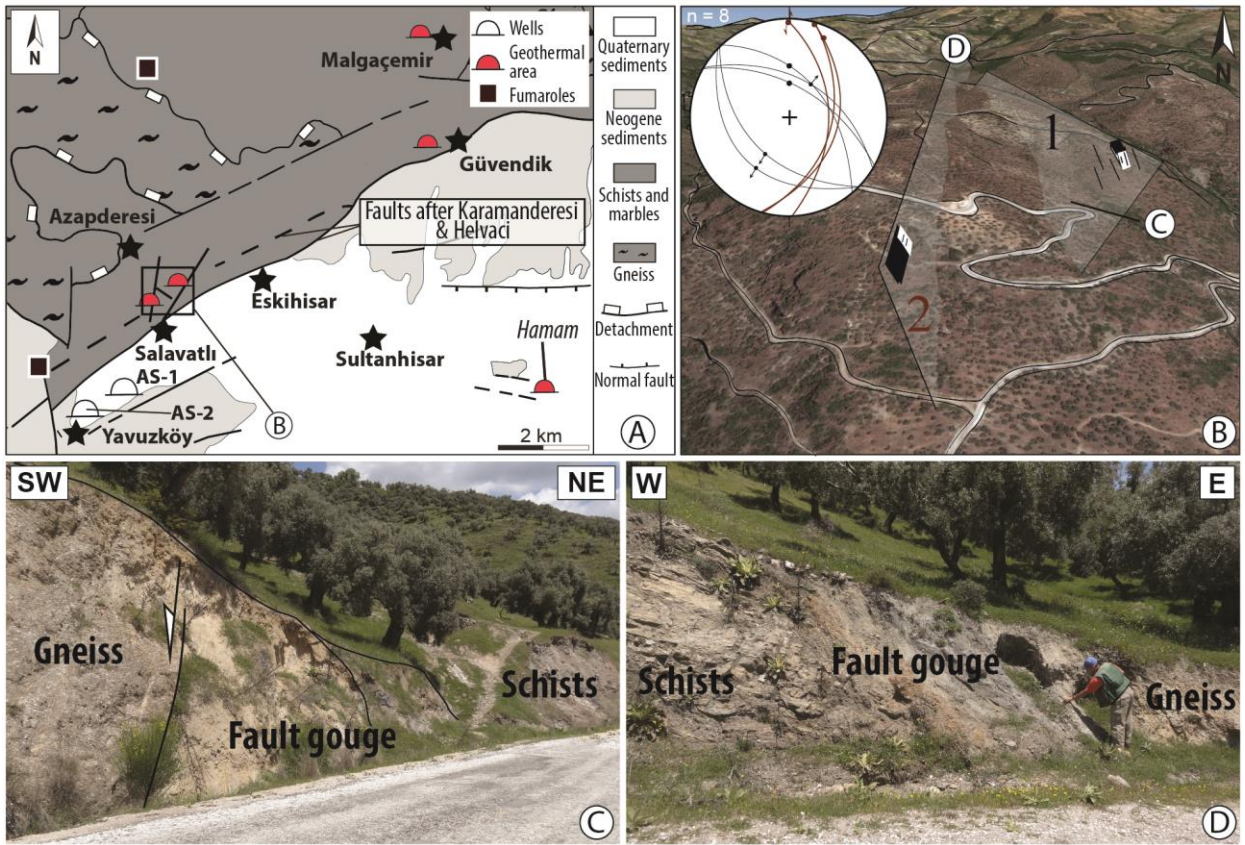 N
Malgaçemir
Wells
Geothermal
area
Fumaroles
Güvendik
Azapderesi
Faults after Karamanderesi
& Helvaci
Eskihisar
Salavatlı
AS-1
Sultanhisar
Hamam
AS-2
Yavuzköy
B
2 km
Quaternary
sediments
Neogene
sediments
Schists and
marbles
Gneiss
Detachment
Normal fault
A
n = 8
D
N
1
C
2
B
SW
NE
Gneiss
Fault gouge
Schists
C
W
E
Schists
Fault gouge
Gneiss
D